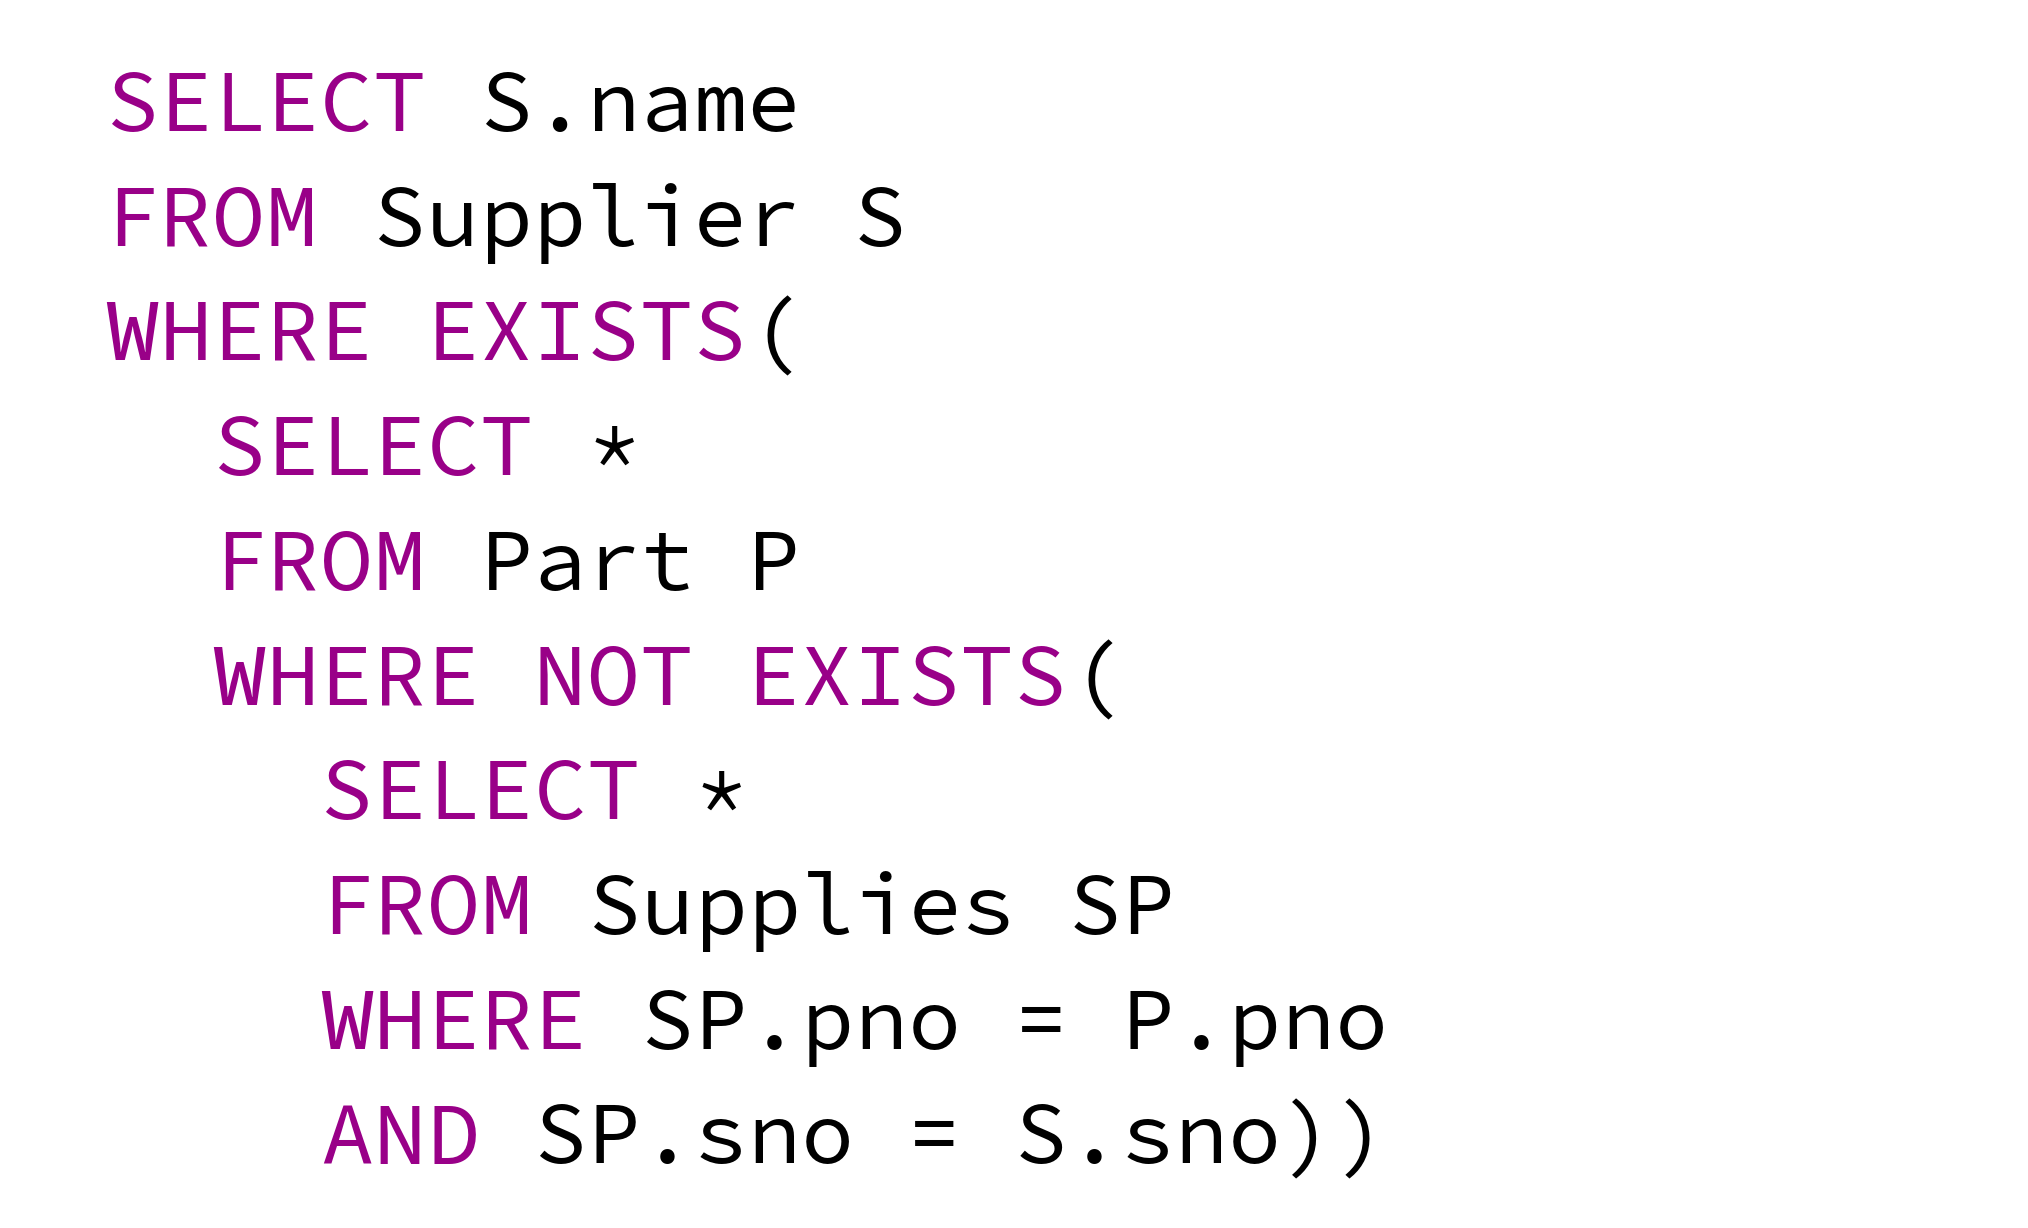 SELECT S.name
FROM Supplier S
WHERE EXISTS(
  SELECT *
  FROM Part P
  WHERE NOT EXISTS(
    SELECT *
    FROM Supplies SP
    WHERE SP.pno = P.pno
    AND SP.sno = S.sno))